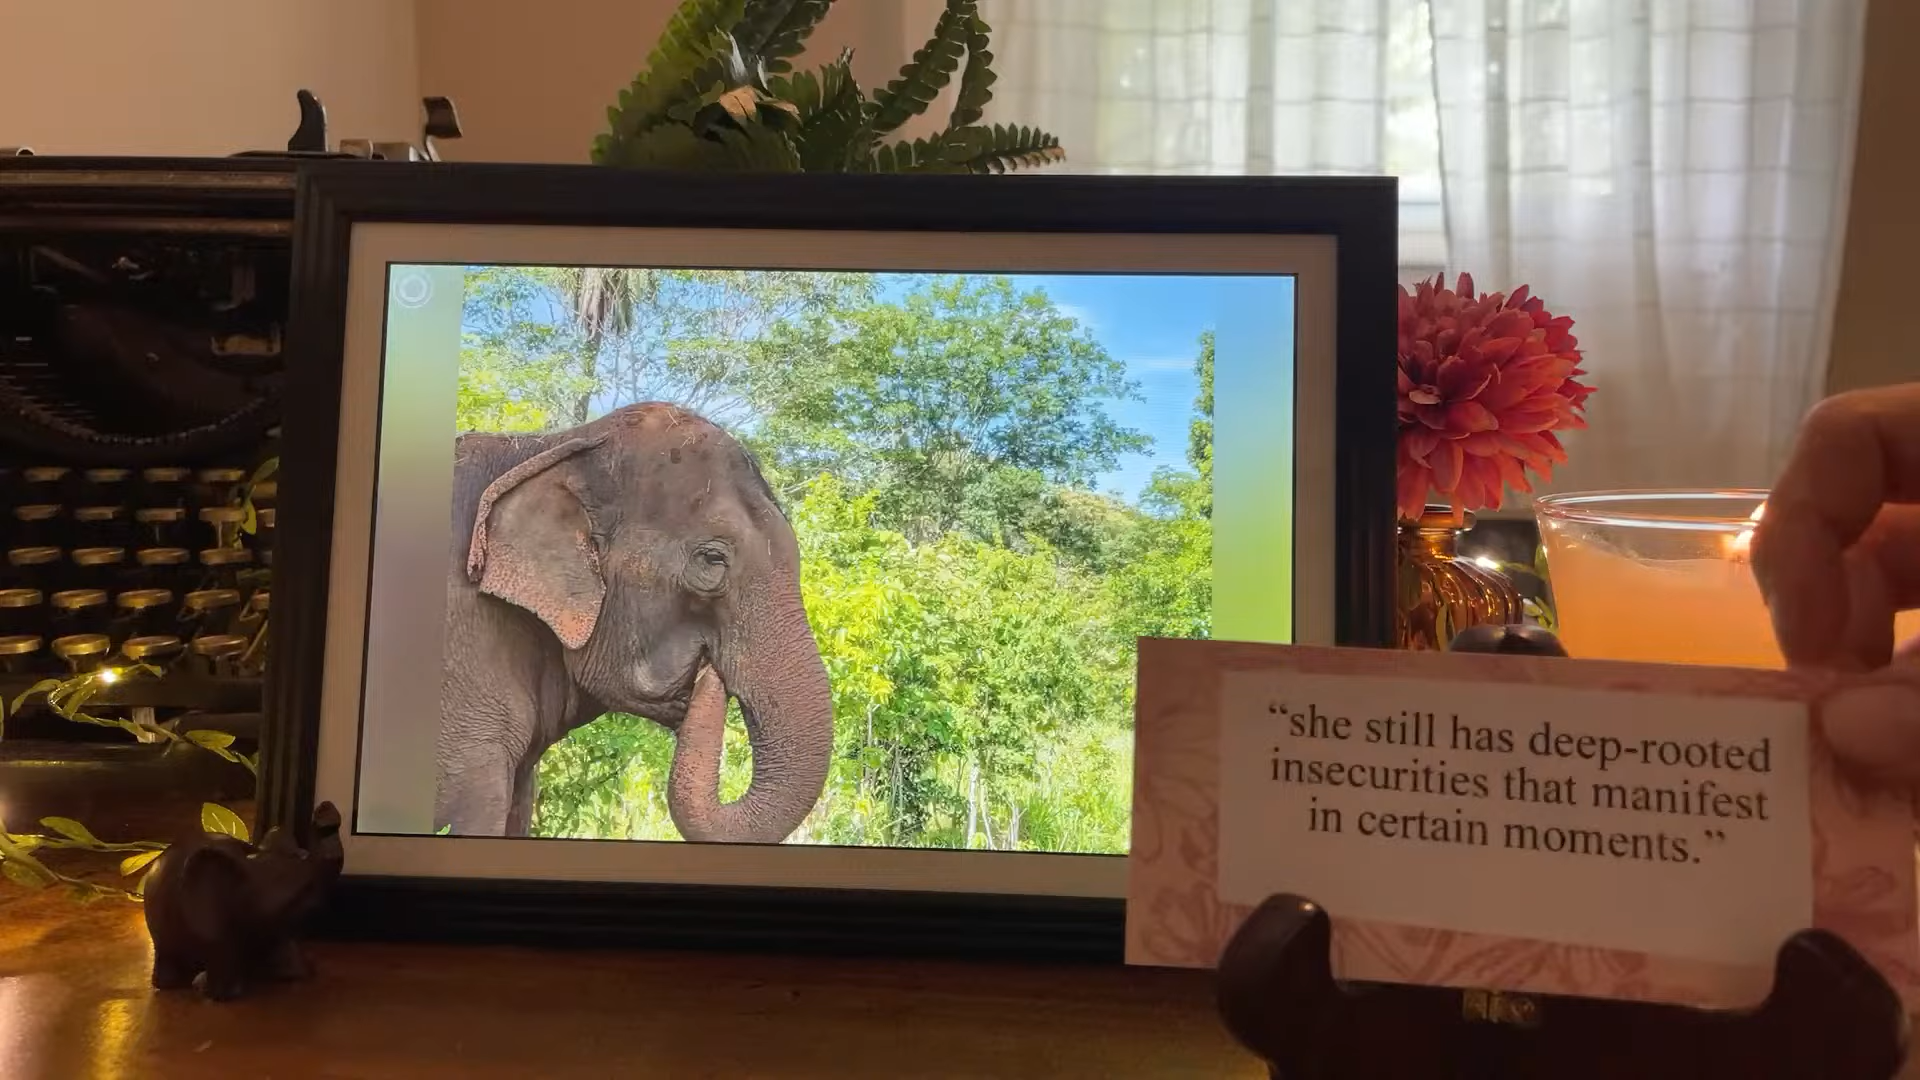 “she still has deep-rooted
insecurities that manifest
in certain moments.”